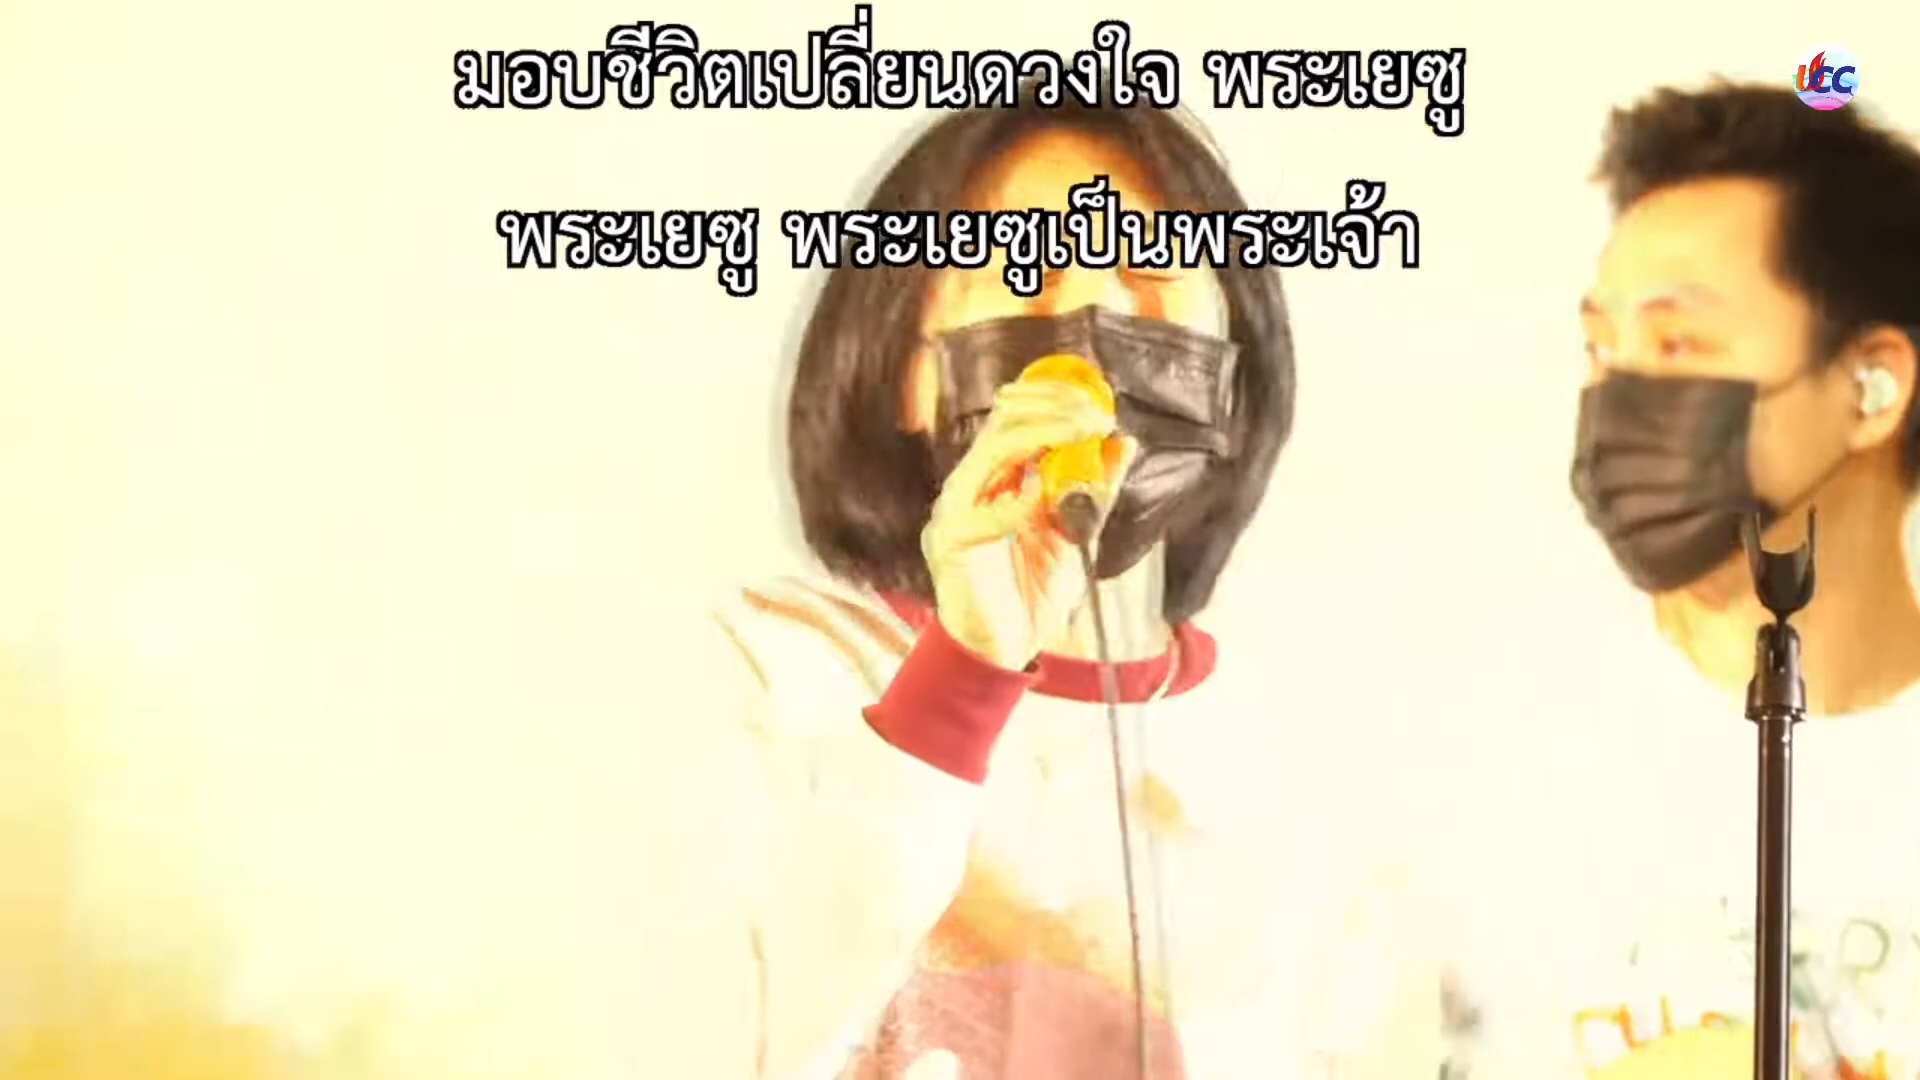 มอบชีวิตเปลี่ยนดวงใจ พระเยซู
UCC
พระเยซู พระเยซูเป็นพระเจ้า